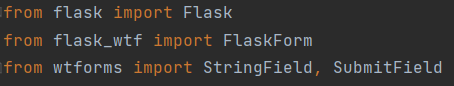 from flask import Flask
from flask_wtf import FlaskForm
from wtforms import StringField, SubmitField